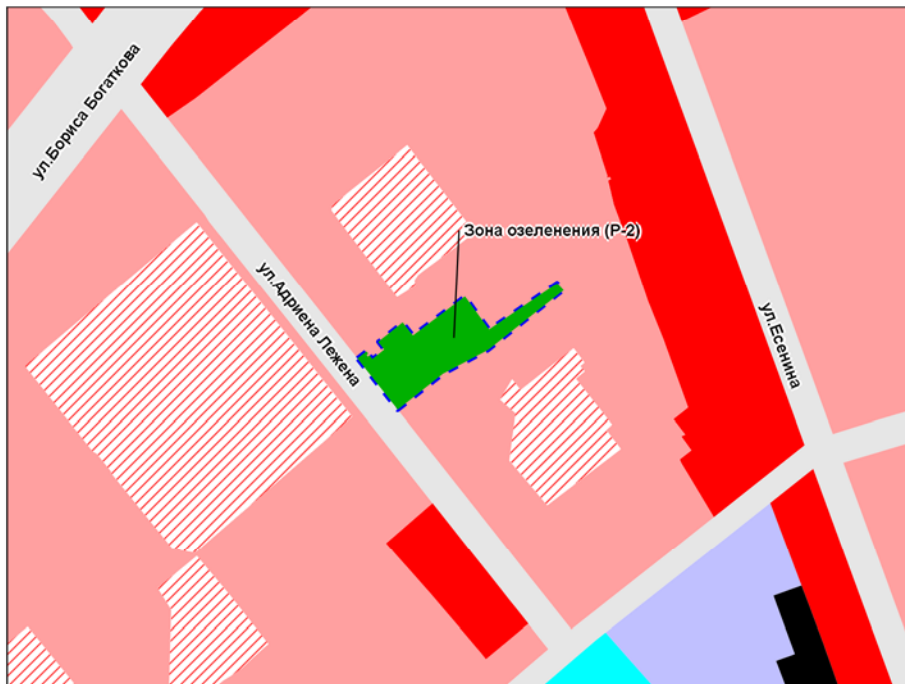 ул.Бориса Богаткова
Зона озеленения (Р-2)
ул.Адриена Лежена
ул.Есенина